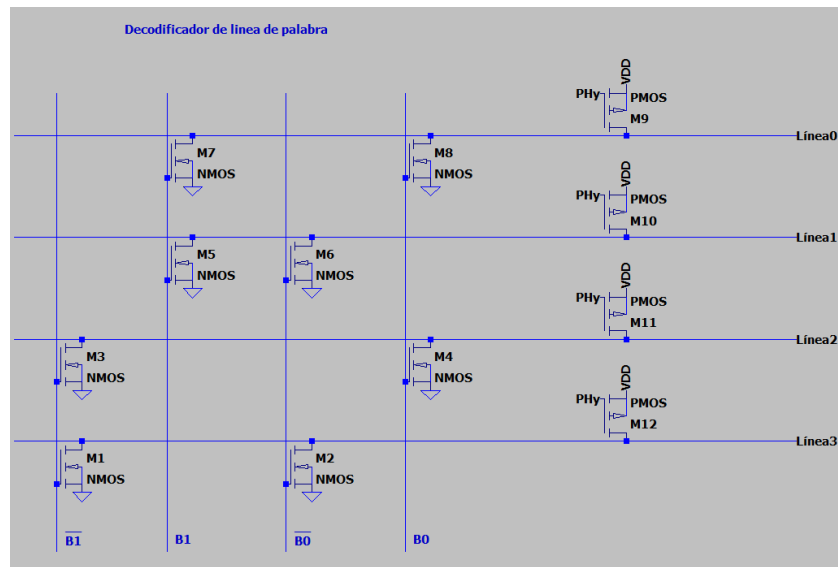 Decodificador de línea de palabra
VDD
PHy PMOS
M9
Línea0
M7 M8
NMOS NMOS
VDD
PHy PMOS
M10
Línea1
M5 M6
NMOS NMOS
VDD
PHy PMOS
M11
Línea2
M3 M4
NMOS NMOS
VDD
PHy PMOS
M12
Línea3
M1 M2
NMOS NMOS
B̅1̅ B1 B̅0̅ B0